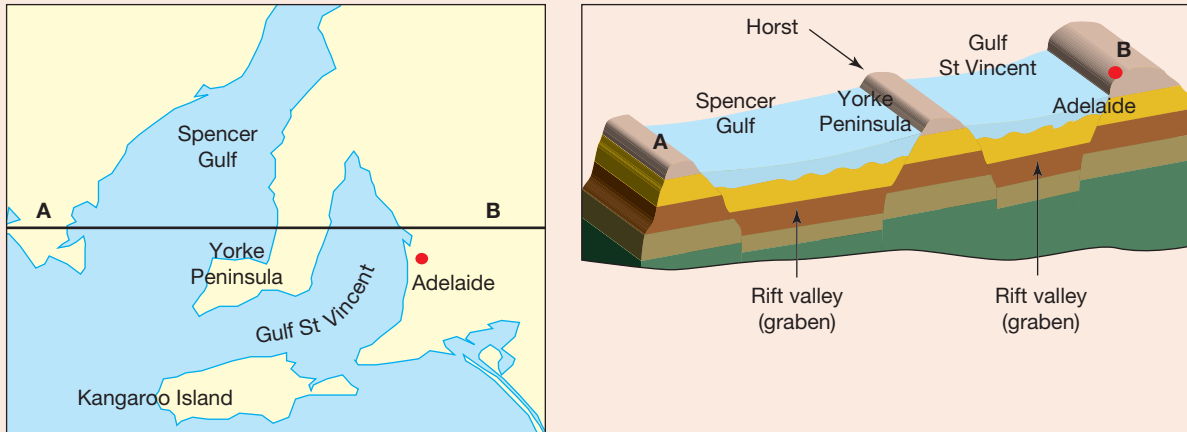 Spencer
Gulf
A
B
Yorke
Peninsula
Adelaide
Gulf St Vincent
Kangaroo Island
Horst
Gulf
St Vincent
B
Spencer
Gulf
Yorke
Peninsula
Adelaide
A
Rift valley
(graben)
Rift valley
(graben)